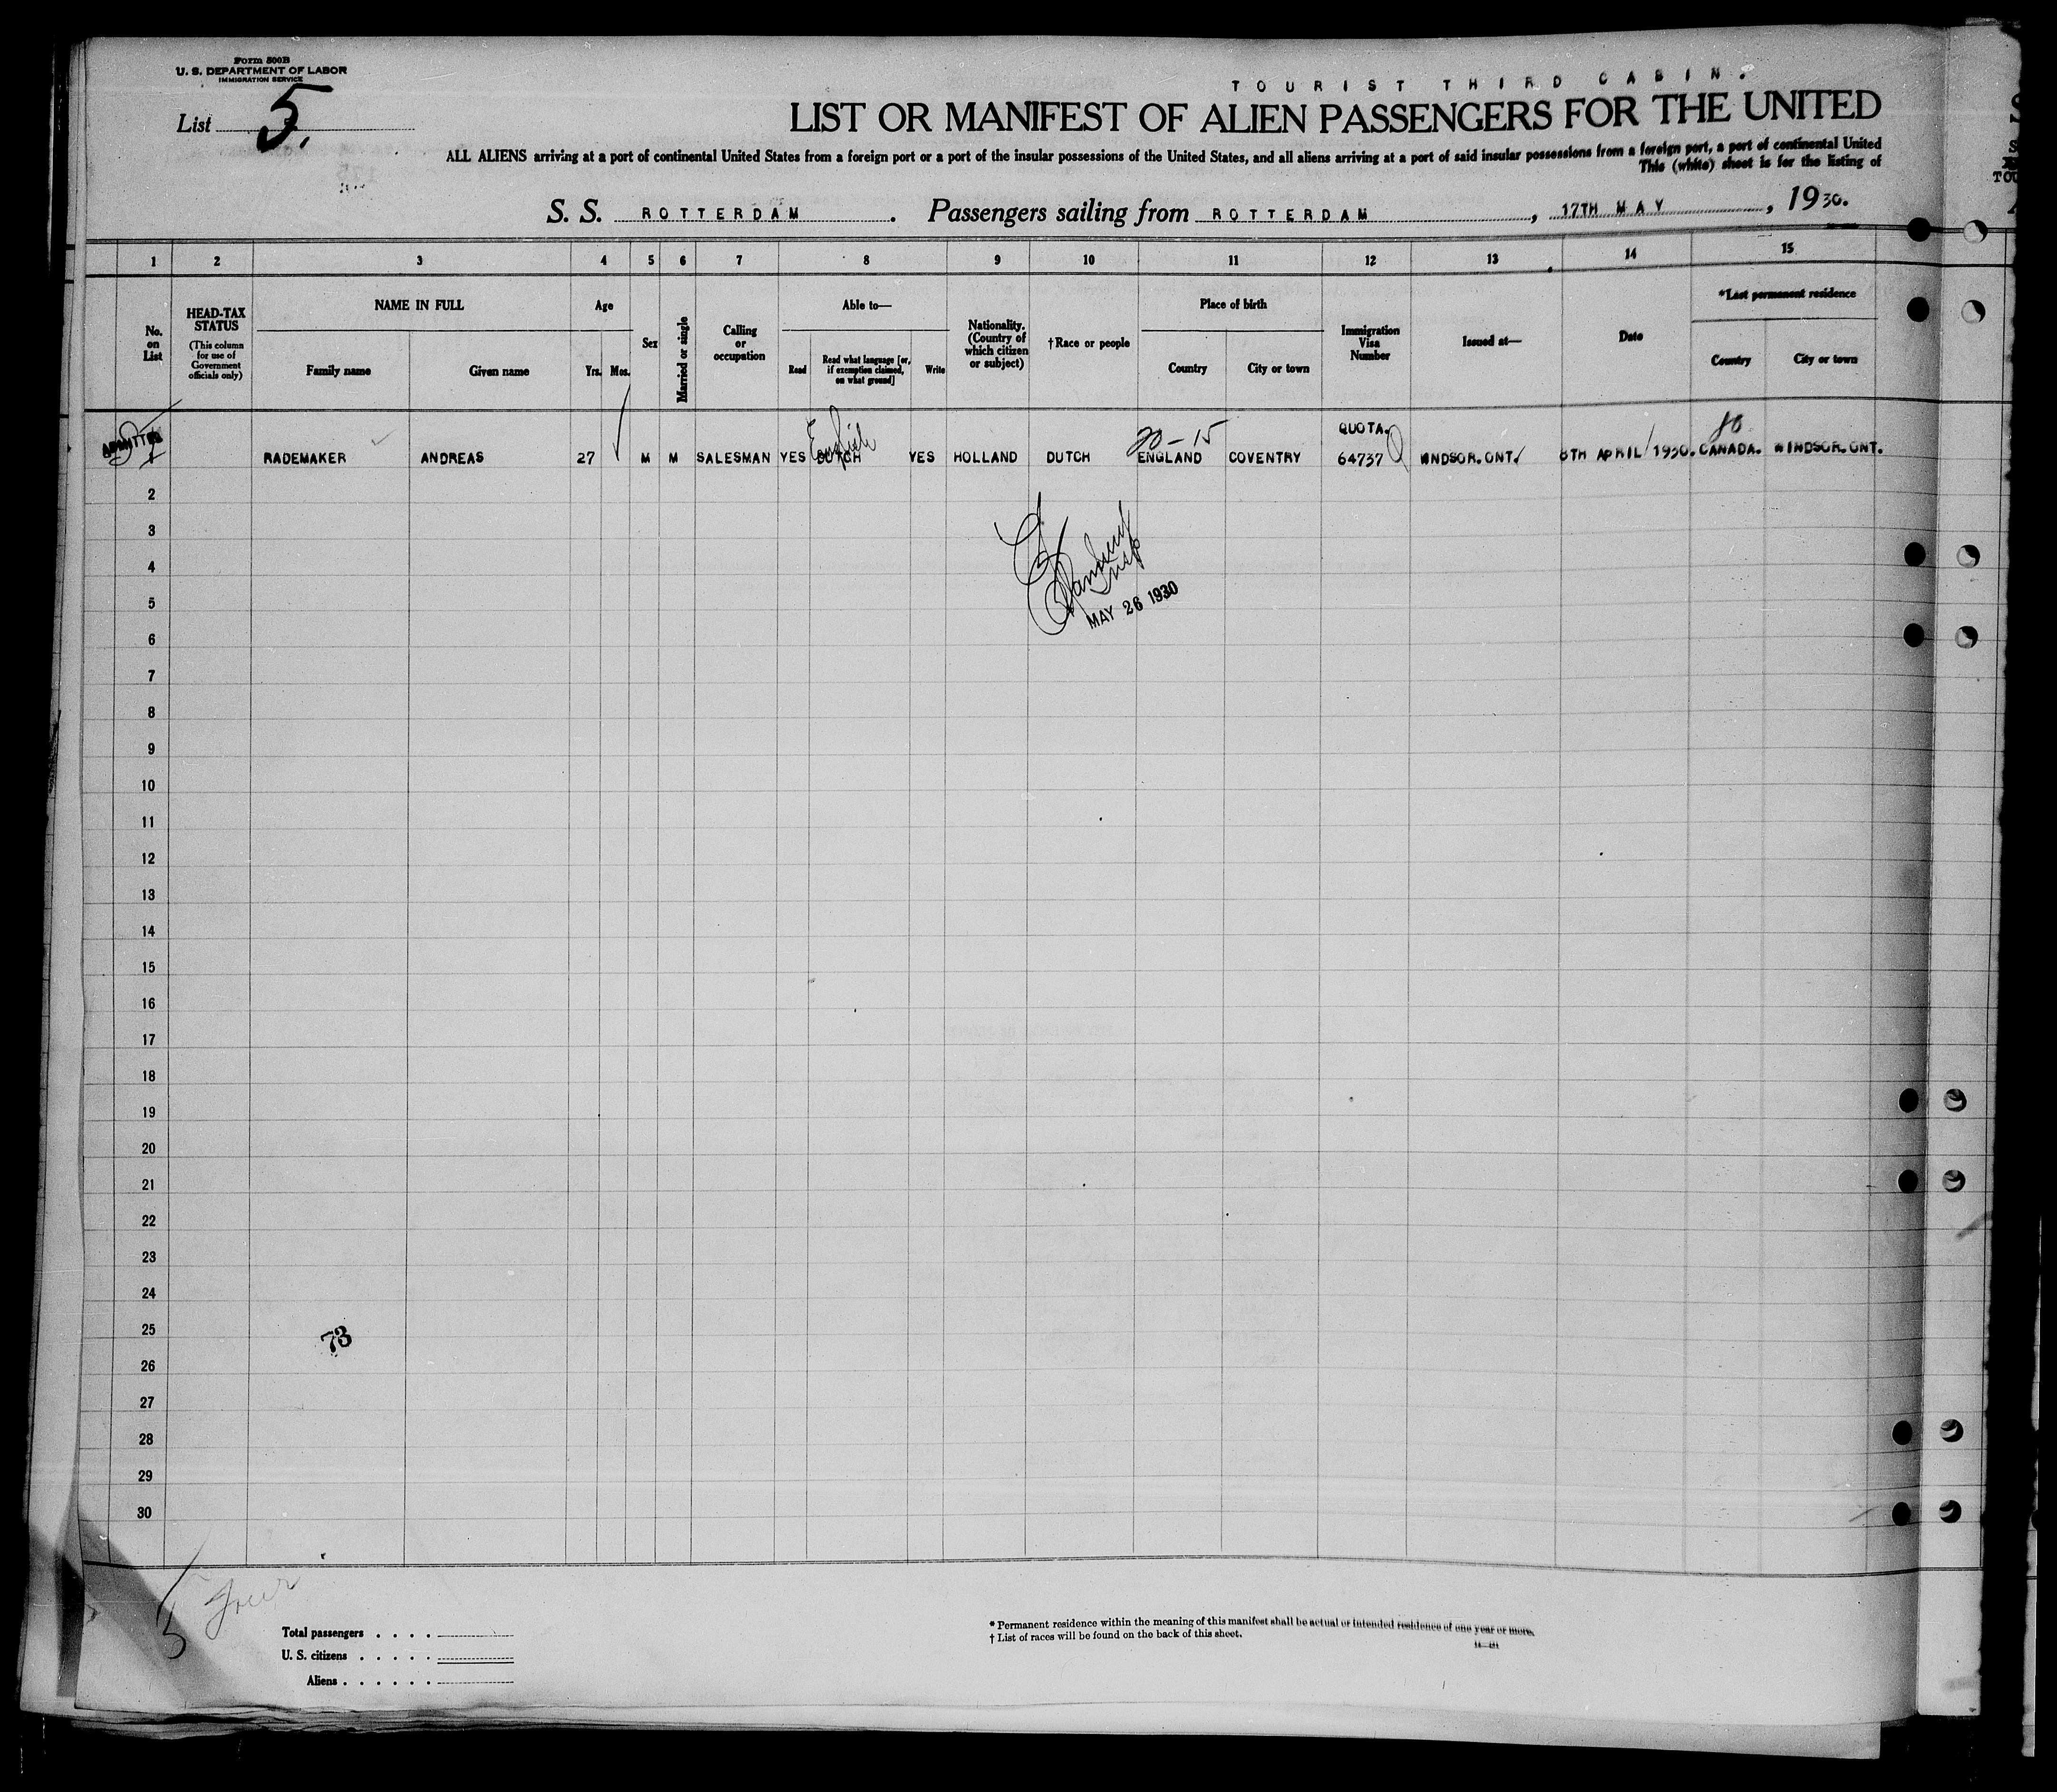 Form 500B
U. S. DEPARTMENT OF LABOR
IMMIGRATION SERVICE
List 5.
TOURIST THIRD CABIN.
LIST OR MANIFEST OF ALIEN PASSENGERS FOR THE UNITED
ALL ALIENS arriving at a port of continental United States from a foreign port or a port of the insular possessions of the United States, and all aliens arriving at a port of said insular possessions from a foreign port, a port of continental United
This (white) sheet is for the listing of
S. S. ROTTERDAM. Passengers sailing from ROTTERDAM, 17TH MAY, 1930.
1 2 3 4 5 6 7 8 9 10 11 12 13 14 15
No. on List
HEAD-TAX STATUS
(This column for use of Government officials only)
NAME IN FULL
Family name Given name
Age
Yrs. Mos.
Sex
Married or single
Calling or occupation
Able to—
Read
Read what language [or, if exemption claimed, on what ground]
Write
Nationality. (Country of which citizen or subject)
†Race or people
Place of birth
Country City or town
Immigration Visa Number
Issued at—
Date
*Last permanent residence
Country City or town
ADMITTED
English 20-15 QUOTA.
RADEMAKER ANDREAS 27 M M SALESMAN YES DUTCH YES HOLLAND DUTCH ENGLAND COVENTRY 64737 WINDSOR.ONT. 8TH APRIL 1930. CANADA. WINDSOR.ONT.
2
3
4
5
MAY 26 1930
6
7
8
9
10
11
12
13
14
15
16
17
18
19
20
21
22
23
24
25
73
26
27
28
29
30
5
Total passengers . . . .
U. S. citizens . . . . .
Aliens . . . . . .
* Permanent residence within the meaning of this manifest shall be actual or intended residence of one year or more.
† List of races will be found on the back of this sheet.